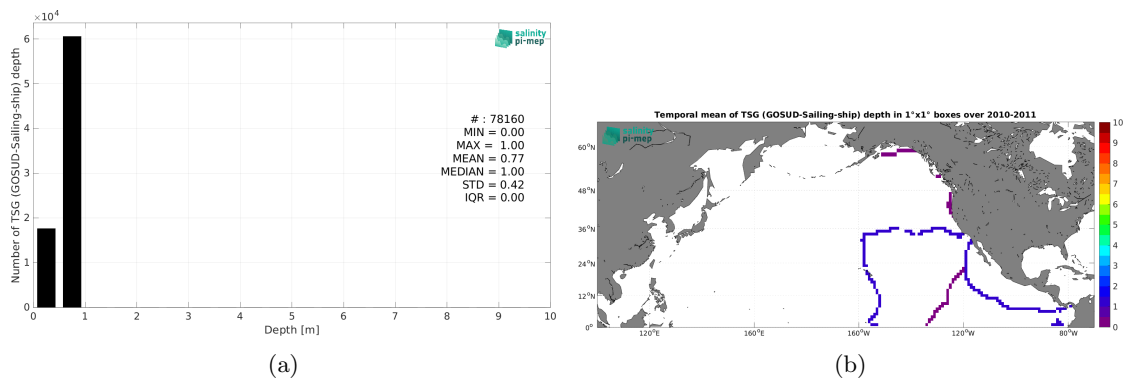 ×10⁴
6
5
4
3
2
1
0
Number of TSG (GOSUD-Sailing-ship) depth
salinity
pi-mep
# : 78160
MIN = 0.00
MAX = 1.00
MEAN = 0.77
MEDIAN = 1.00
STD = 0.42
IQR = 0.00
0 1 2 3 4 5 6 7 8 9 10
Depth [m]
(a)
Temporal mean of TSG (GOSUD-Sailing-ship) depth in 1°x1° boxes over 2010-2011
salinity
pi-mep
60°N
48°N
36°N
24°N
12°N
0°
120°E 160°E 160°W 120°W 80°W
10
9
8
7
6
5
4
3
2
1
0
(b)